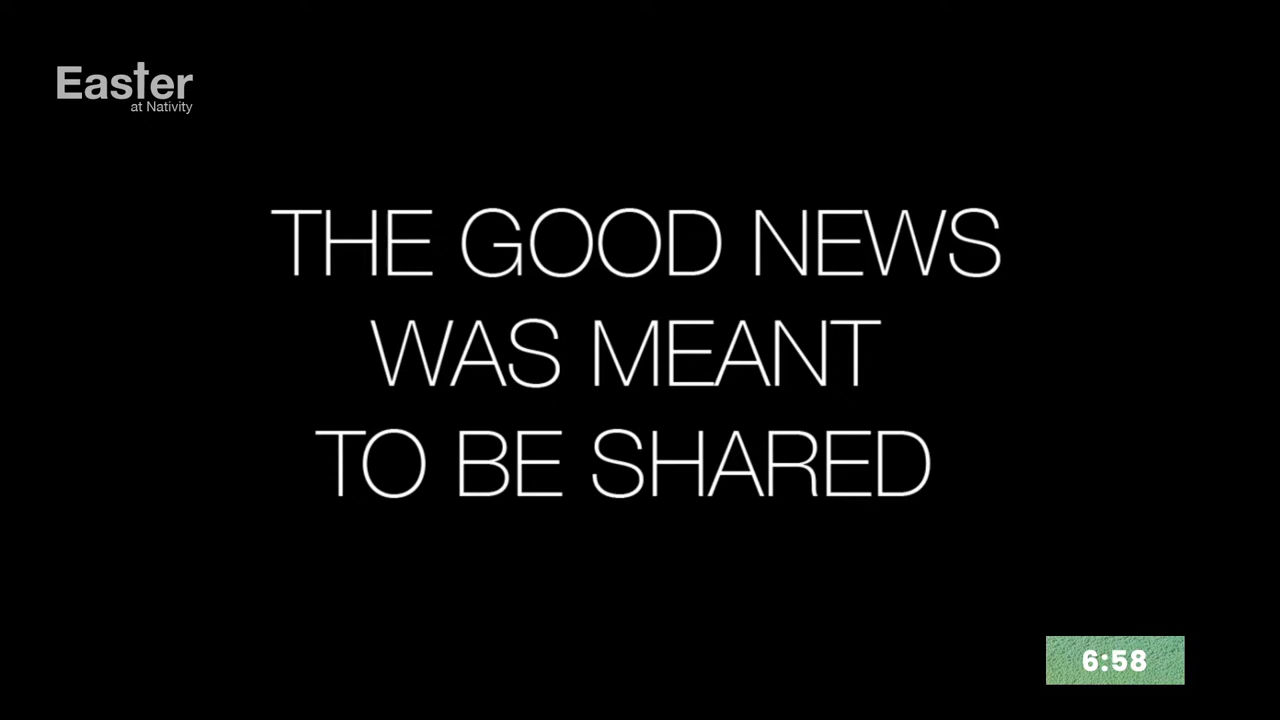 Easter
at Nativity
THE GOOD NEWS
WAS MEANT
TO BE SHARED
6:58